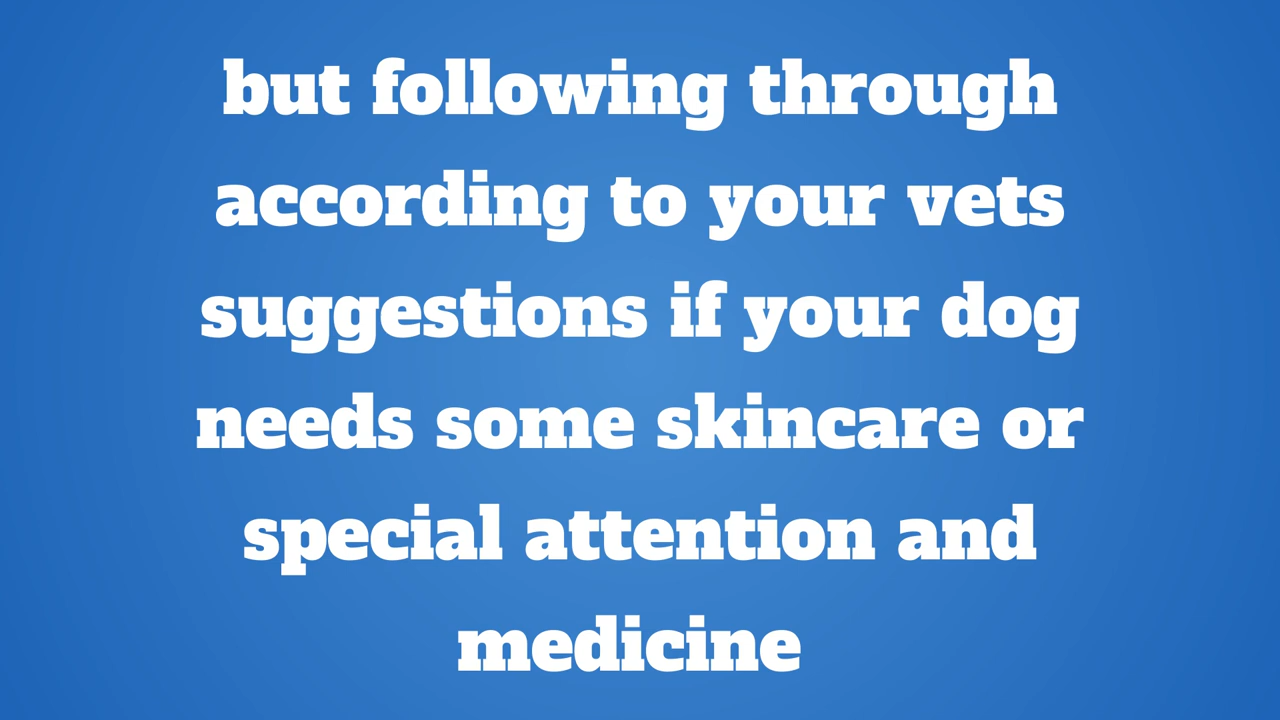 but following through
according to your vets
suggestions if your dog
needs some skincare or
special attention and
medicine